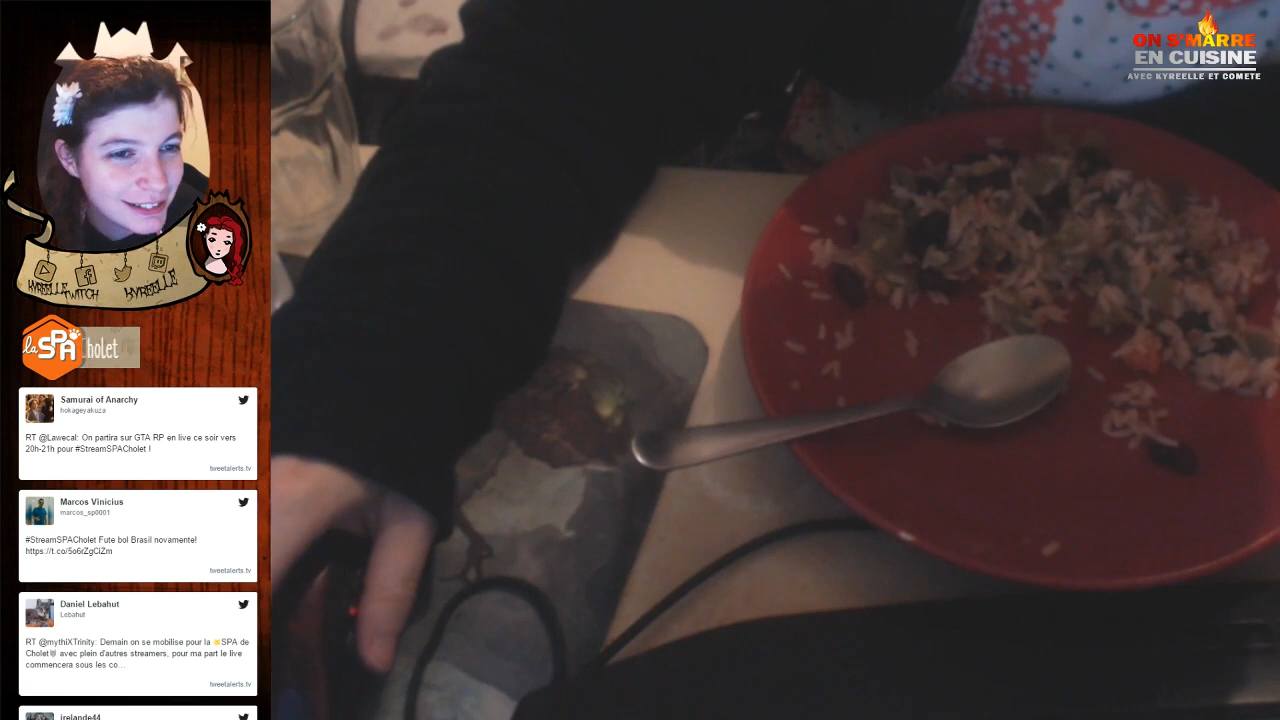 ON S'MARRE
EN CUISINE
AVEC KYREELLE ET COMETE
KYREELLE
TWITCH
KYREELLE
la SPA Cholet
Samurai of Anarchy
hokageyakuza
RT @Lawecal: On partira sur GTA RP en live ce soir vers
20h-21h pour #StreamSPACholet !
tweetalerts.tv
Marcos Vinicius
marcos_sp0001
#StreamSPACholet Fute bol Brasil novamente!
https://t.co/5o6rZgCIZm
tweetalerts.tv
Daniel Lebahut
Lebahut
RT @mythiXTrinity: Demain on se mobilise pour la SPA de
Cholet avec plein d'autres streamers, pour ma part le live
commencera sous les co...
tweetalerts.tv
irelande44